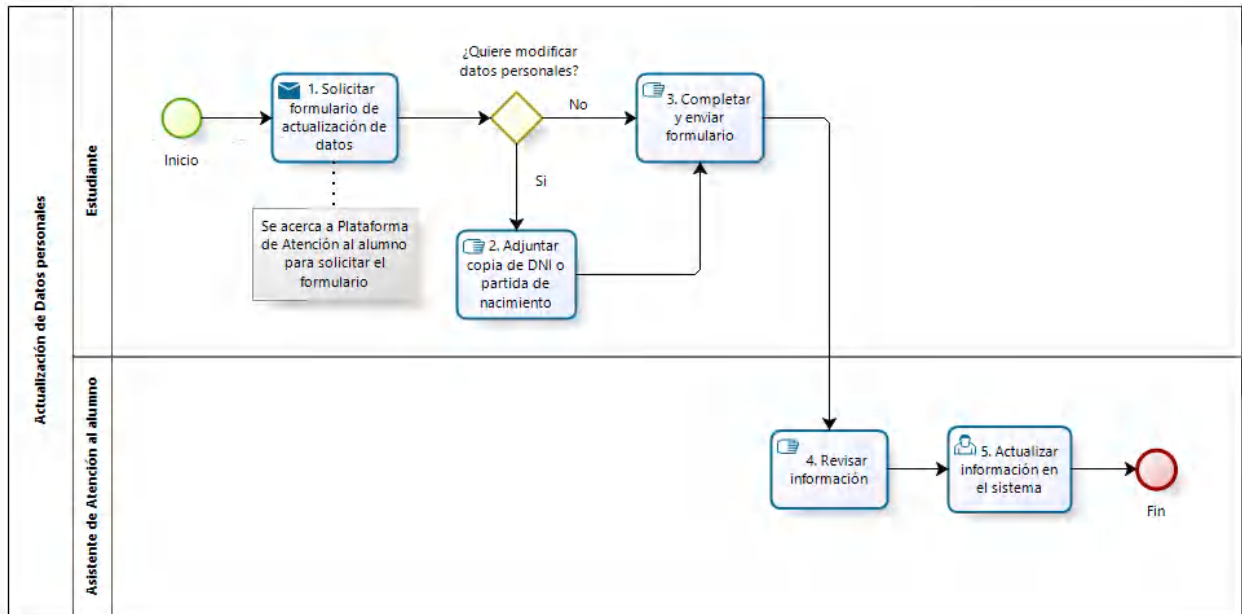 Actualización de Datos personales
Estudiante
Inicio
1. Solicitar
formulario de
actualización de
datos
Se acerca a Plataforma
de Atención al alumno
para solicitar el
formulario
¿Quiere modificar
datos personales?
No
Si
2. Adjuntar
copia de DNI o
partida de
nacimiento
3. Completar
y enviar
formulario
Asistente de Atención al alumno
4. Revisar
información
5. Actualizar
información en
el sistema
Fin